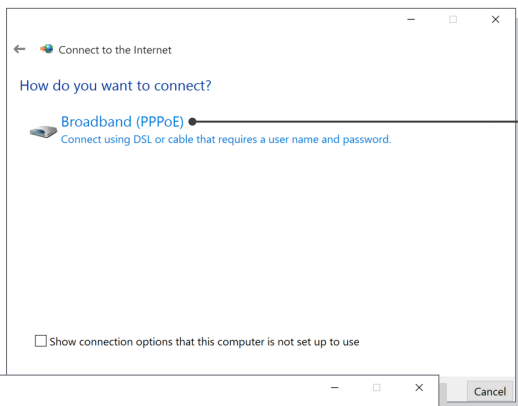 Connect to the Internet
How do you want to connect?
Broadband (PPPoE)
Connect using DSL or cable that requires a user name and password.
Show connection options that this computer is not set up to use
Cancel